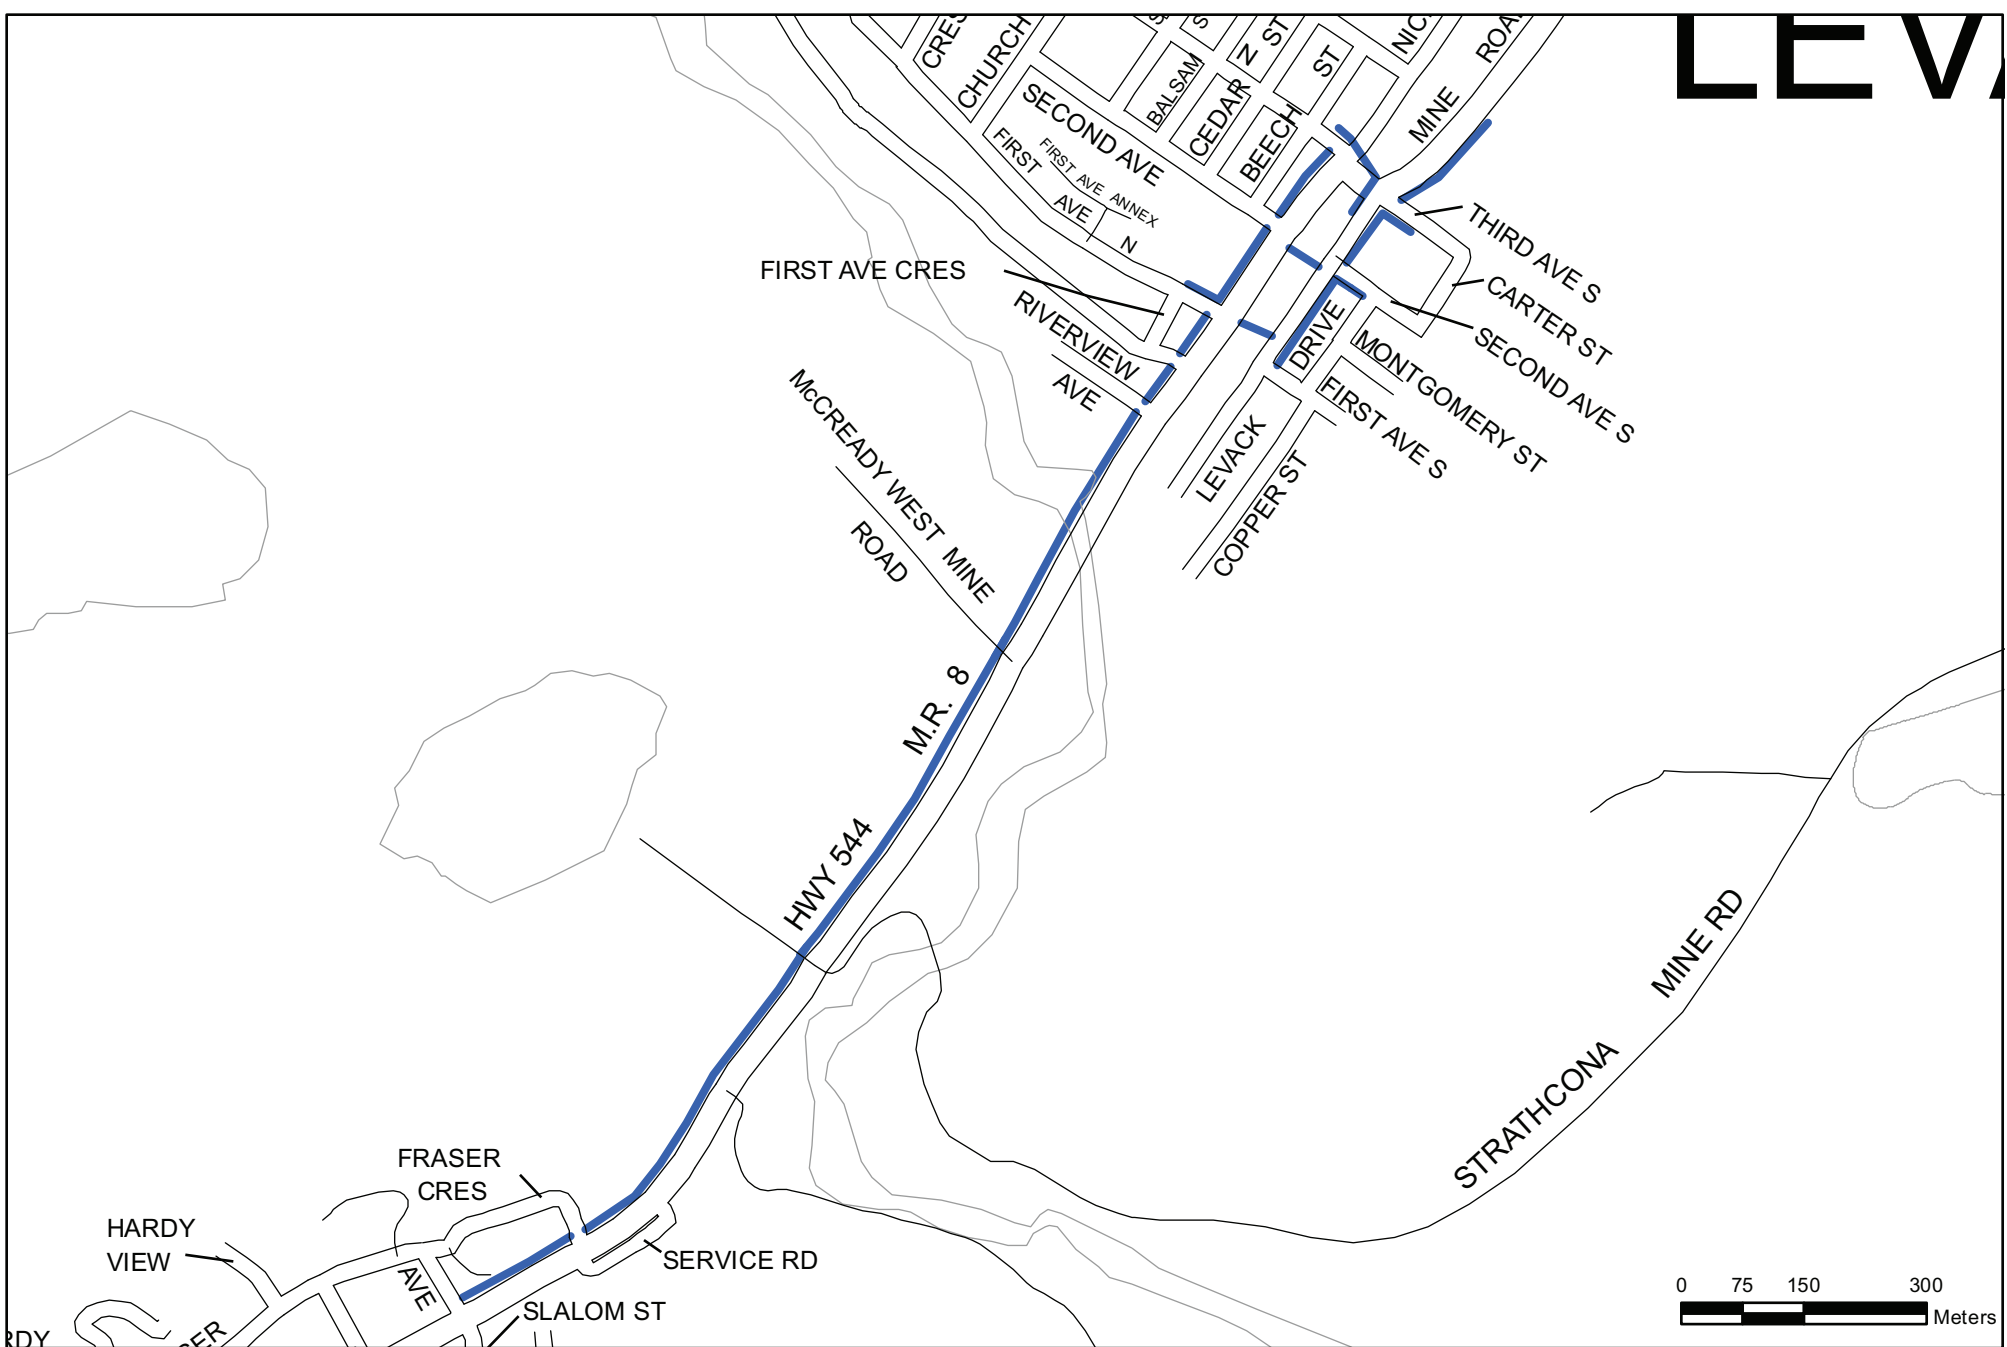 LEV
CRES
CHURCH
BALSAM
CEDAR
N
ST
BEECH
ST
MINE
SECOND AVE
FIRST
AVE
N
FIRST AVE ANNEX
FIRST AVE CRES
RIVERVIEW
AVE
THIRD AVE S
CARTER ST
SECOND AVE S
MONTGOMERY ST
FIRST AVE S
LEVACK
DRIVE
COPPER ST
McCREADY WEST MINE
ROAD
M.R. 8
HWY 544
STRATHCONA
MINE RD
FRASER
CRES
HARDY
VIEW
AVE
SERVICE RD
SLALOM ST
0 75 150 300
Meters